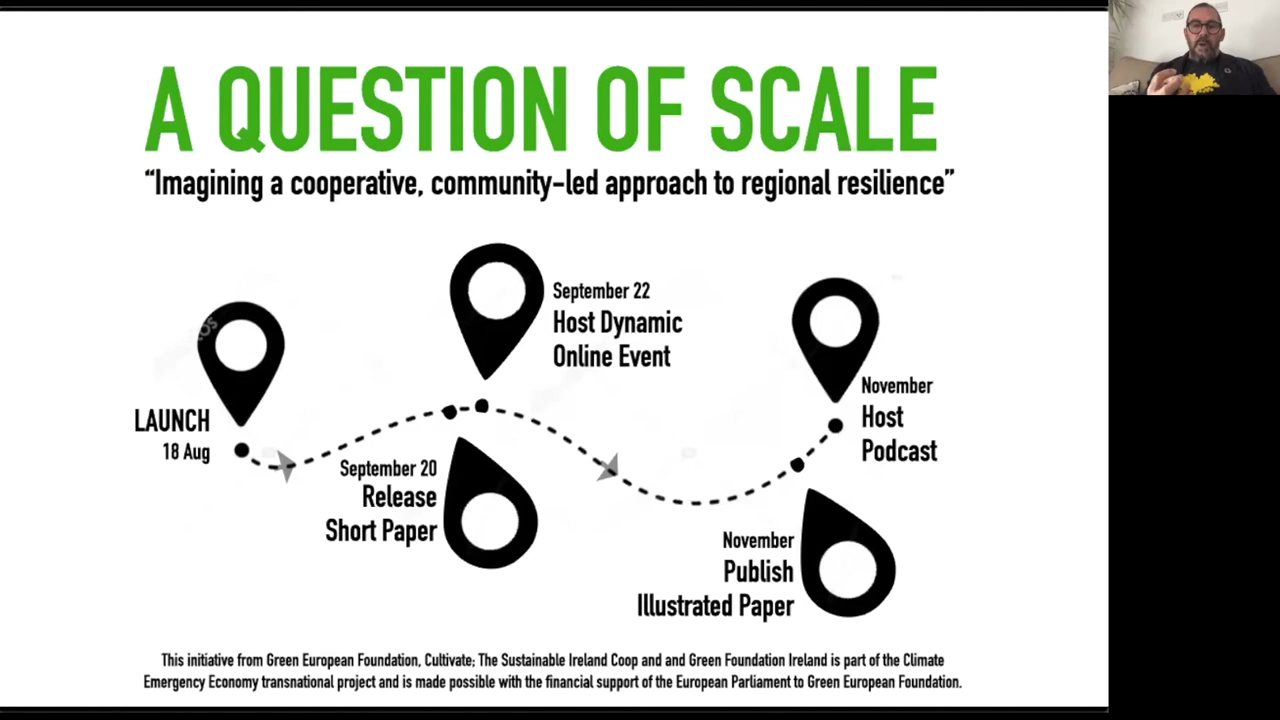 A QUESTION OF SCALE
“Imagining a cooperative, community-led approach to regional resilience”
LAUNCH
18 Aug
September 20
Release
Short Paper
September 22
Host Dynamic
Online Event
November
Publish
Illustrated Paper
November
Host
Podcast
This initiative from Green European Foundation, Cultivate; The Sustainable Ireland Coop and and Green Foundation Ireland is part of the Climate
Emergency Economy transnational project and is made possible with the financial support of the European Parliament to Green European Foundation.